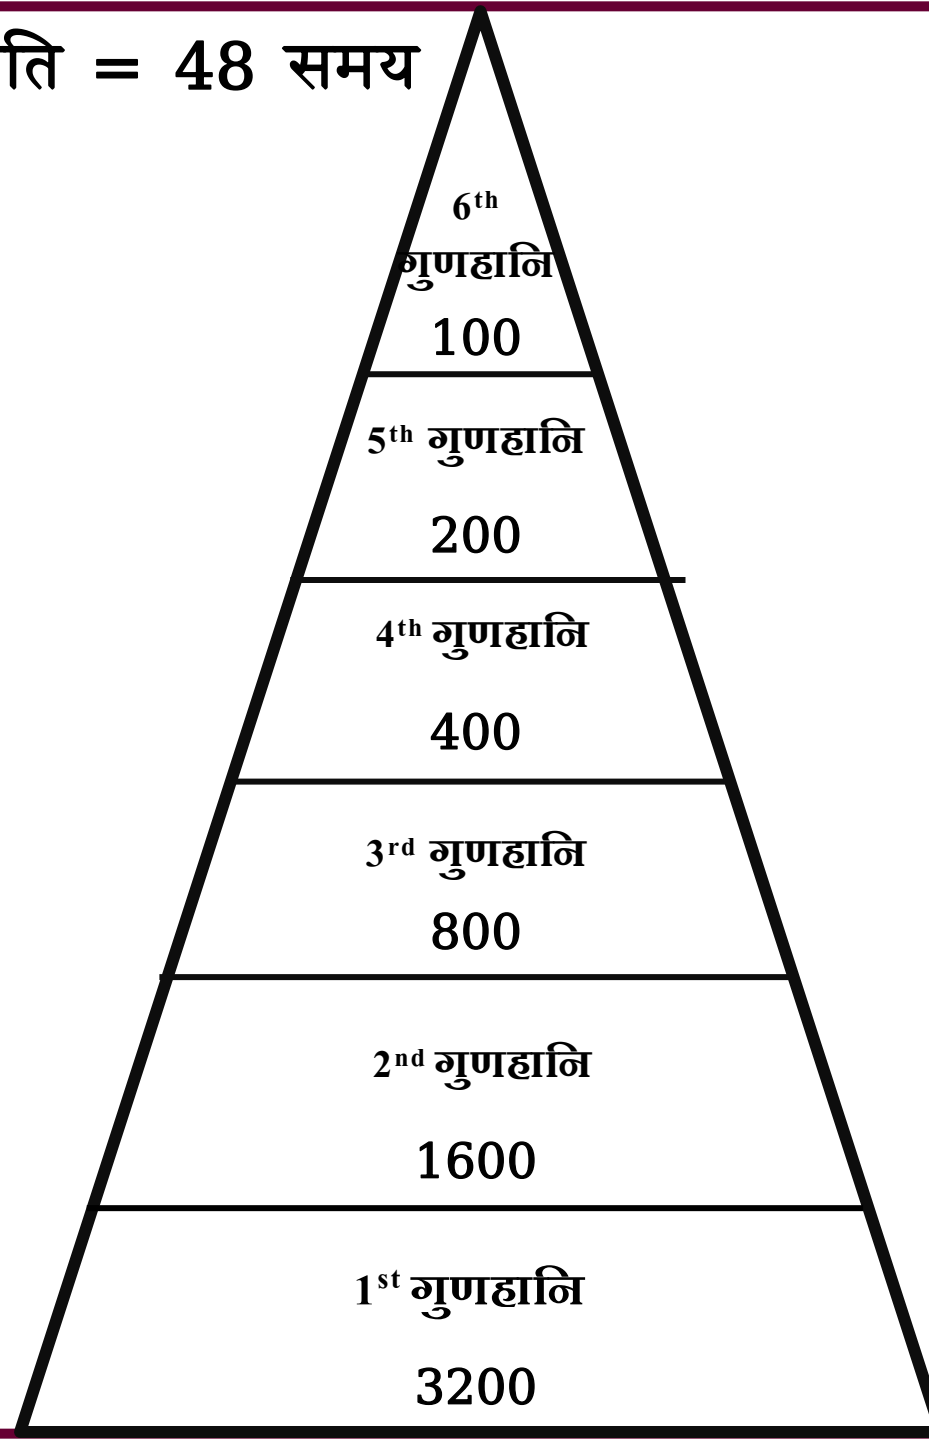 ति = 48 समय
6th
गुणहानि
100
5th गुणहानि
200
4th गुणहानि
400
3rd गुणहानि
800
2nd गुणहानि
1600
1st गुणहानि
3200